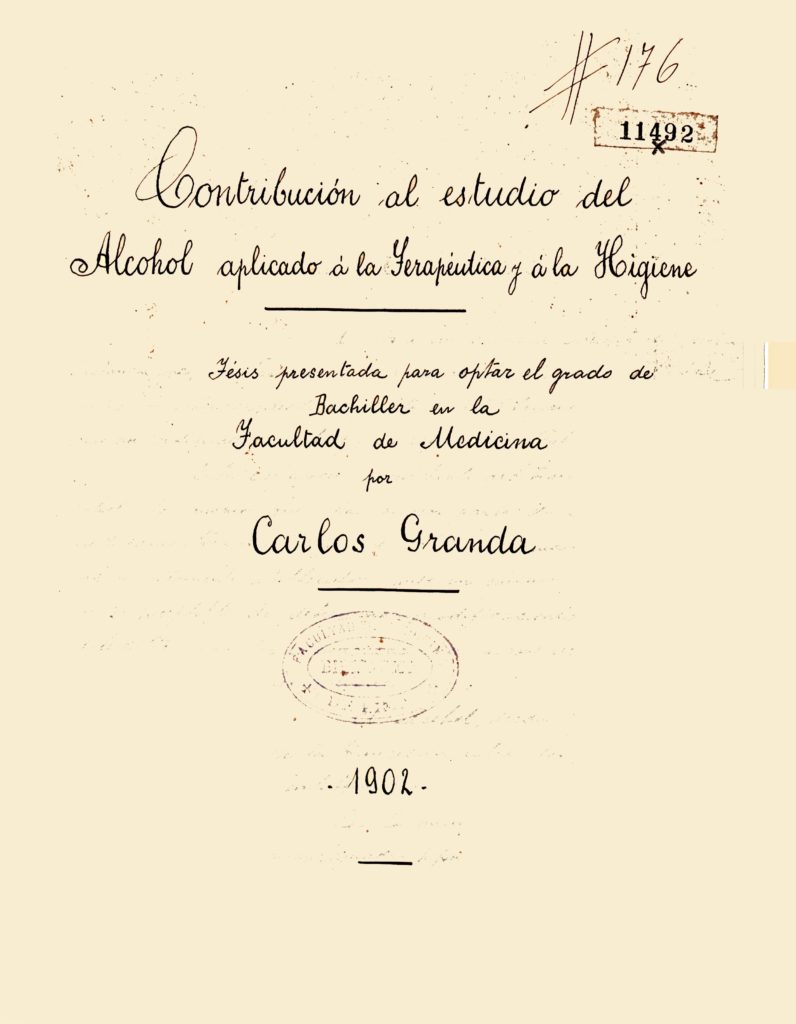 # 176
11492
x
Contribución al estudio del
Alcohol aplicado á la Terapéutica y á la Higiene
Tésis presentada para optar el grado de
Bachiller en la
Facultad de Medicina
por
Carlos Granda
FACULTAD
. 1902.